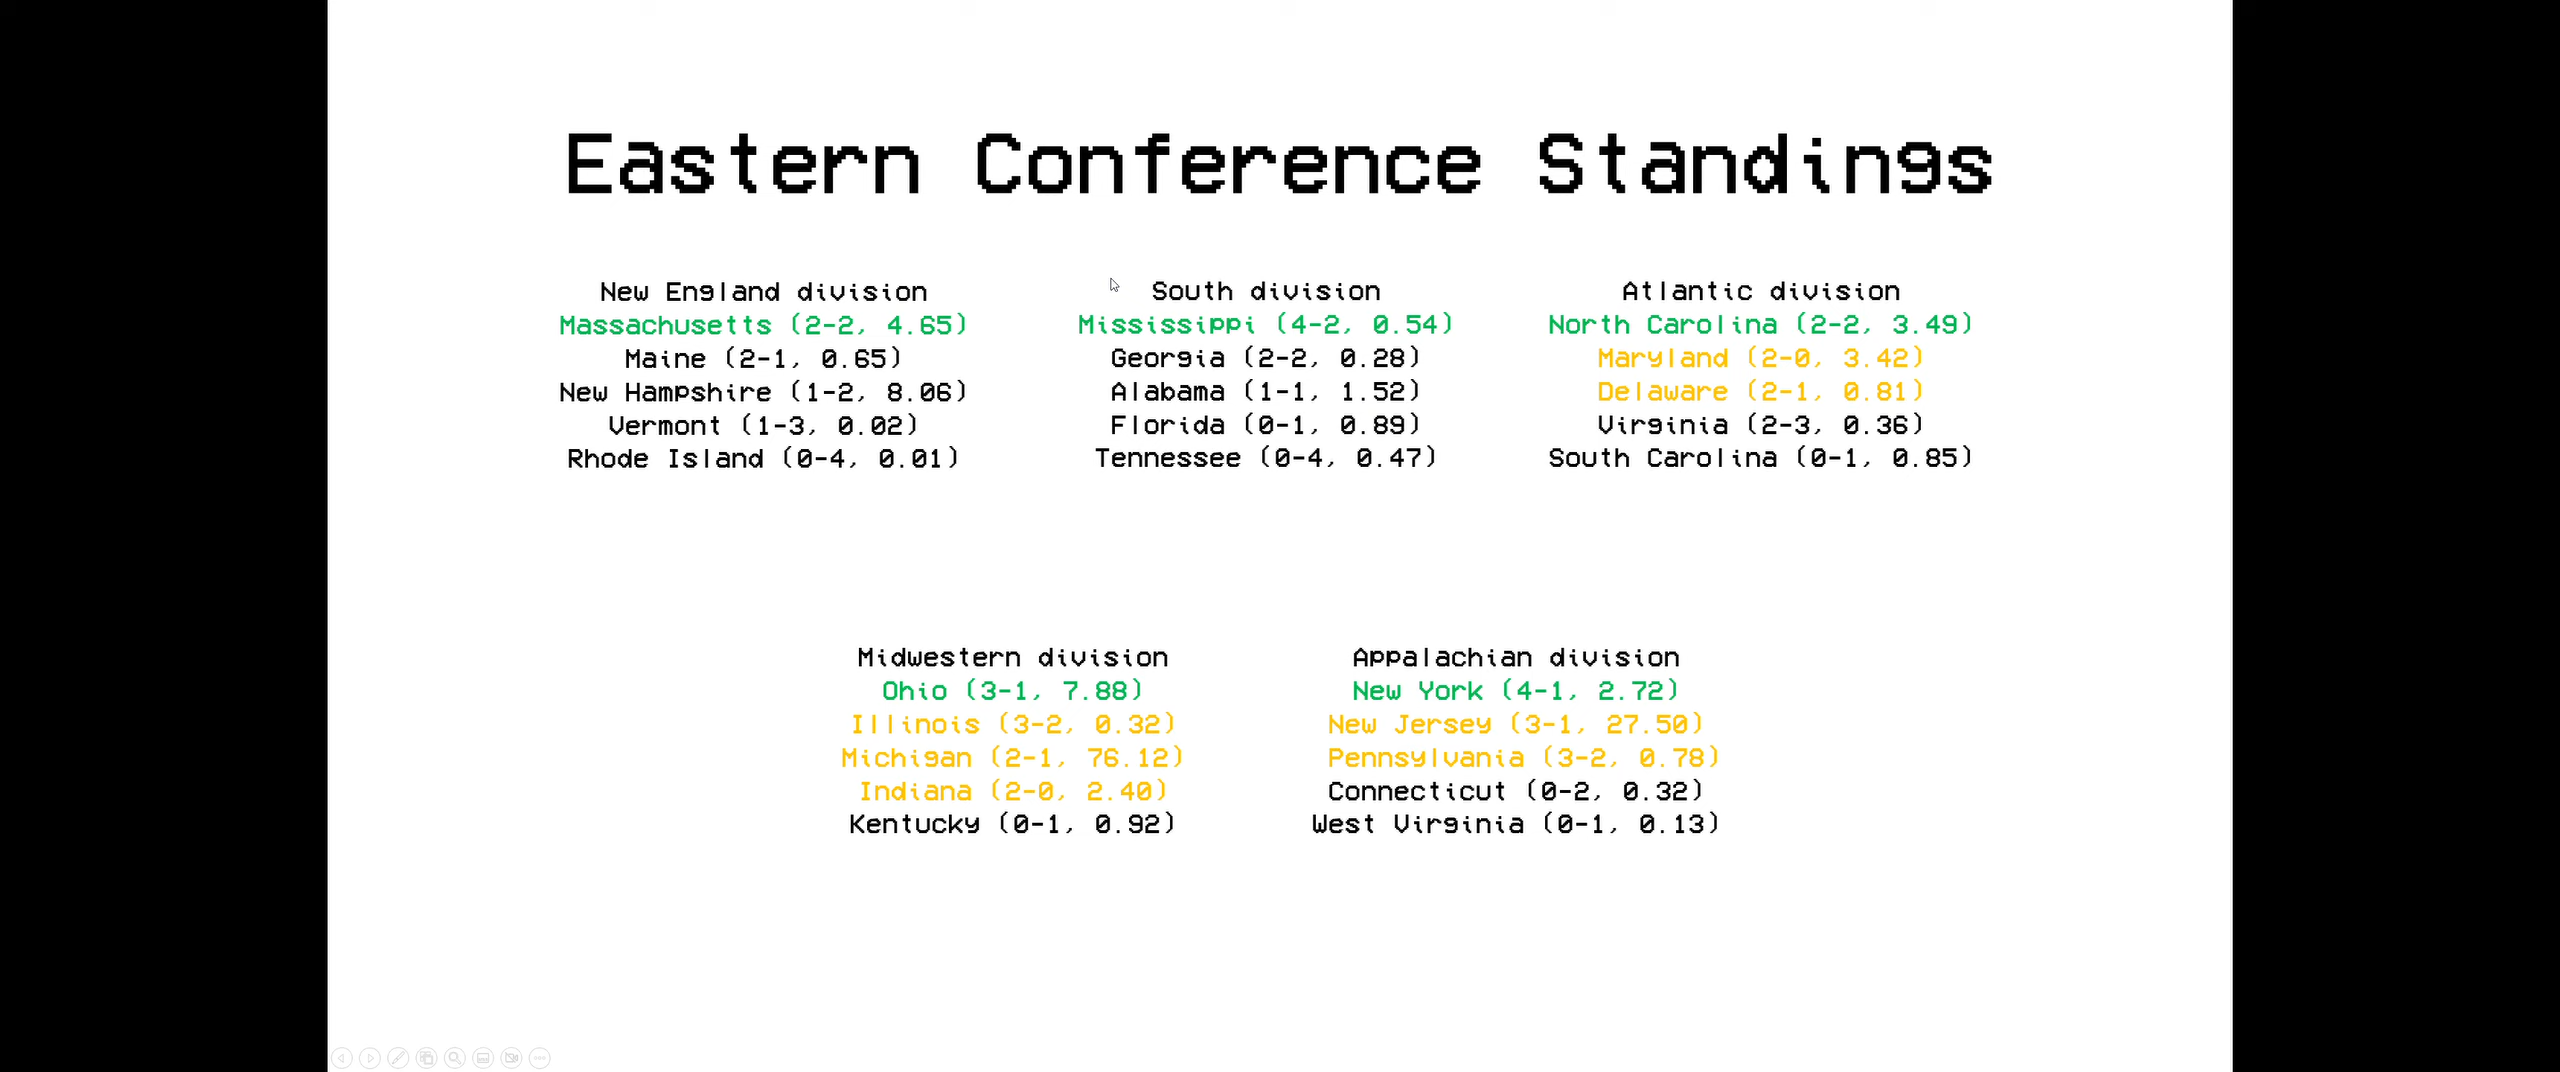 Eastern Conference Standings
New England division
Massachusetts (2-2, 4.65)
Maine (2-1, 0.65)
New Hampshire (1-2, 8.06)
Vermont (1-3, 0.02)
Rhode Island (0-4, 0.01)
South division
Mississippi (4-2, 0.54)
Georgia (2-2, 0.28)
Alabama (1-1, 1.52)
Florida (0-1, 0.89)
Tennessee (0-4, 0.47)
Atlantic division
North Carolina (2-2, 3.49)
Maryland (2-0, 3.42)
Delaware (2-1, 0.81)
Virginia (2-3, 0.36)
South Carolina (0-1, 0.85)
Midwestern division
Ohio (3-1, 7.88)
Illinois (3-2, 0.32)
Michigan (2-1, 76.12)
Indiana (2-0, 2.40)
Kentucky (0-1, 0.92)
Appalachian division
New York (4-1, 2.72)
New Jersey (3-1, 27.50)
Pennsylvania (3-2, 0.78)
Connecticut (0-2, 0.32)
West Virginia (0-1, 0.13)